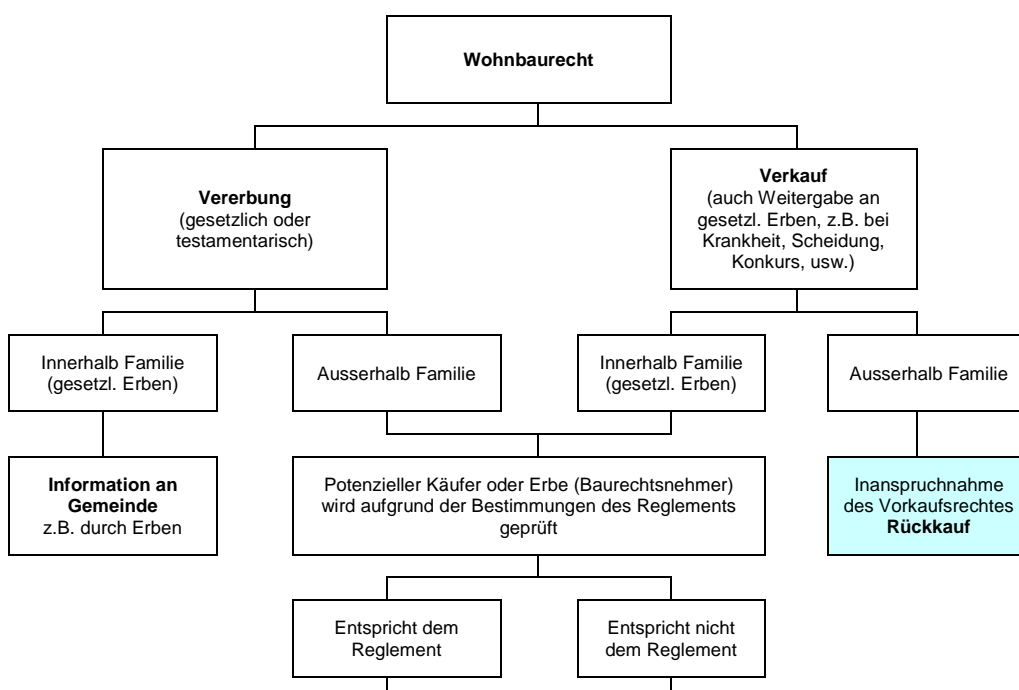 Wohnbaurecht
Vererbung
(gesetzlich oder
testamentarisch)
Verkauf
(auch Weitergabe an
gesetzl. Erben, z.B. bei
Krankheit, Scheidung,
Konkurs, usw.)
Innerhalb Familie
(gesetzl. Erben)
Ausserhalb Familie
Innerhalb Familie
(gesetzl. Erben)
Ausserhalb Familie
Information an
Gemeinde
z.B. durch Erben
Potenzieller Käufer oder Erbe (Baurechtsnehmer)
wird aufgrund der Bestimmungen des Reglements
geprüft
Inanspruchnahme
des Vorkaufsrechtes
Rückkauf
Entspricht dem
Reglement
Entspricht nicht
dem Reglement